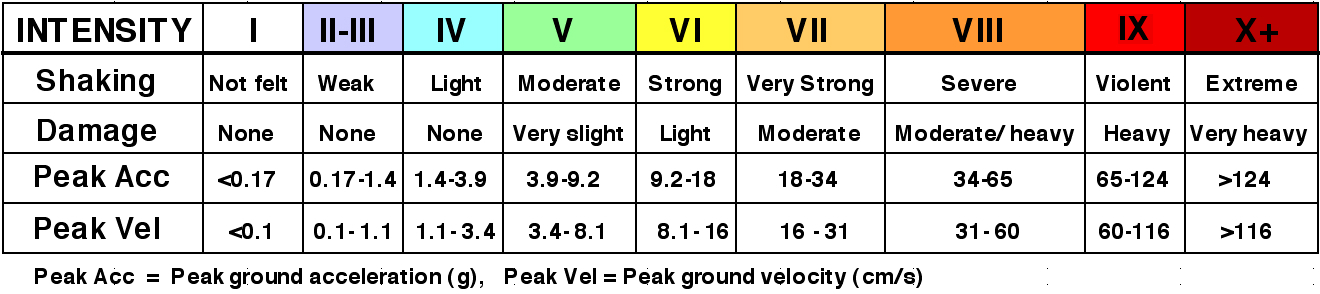 INTENSITY I II-III IV V VI VII VIII IX X+
Shaking Not felt Weak Light Moderate Strong Very Strong Severe Violent Extreme
Damage None None None Very slight Light Moderate Moderate/heavy Heavy Very heavy
Peak Acc <0.17 0.17-1.4 1.4-3.9 3.9-9.2 9.2-18 18-34 34-65 65-124 >124
Peak Vel <0.1 0.1-1.1 1.1-3.4 3.4-8.1 8.1-16 16-31 31-60 60-116 >116
Peak Acc = Peak ground acceleration (g), Peak Vel = Peak ground velocity (cm/s)